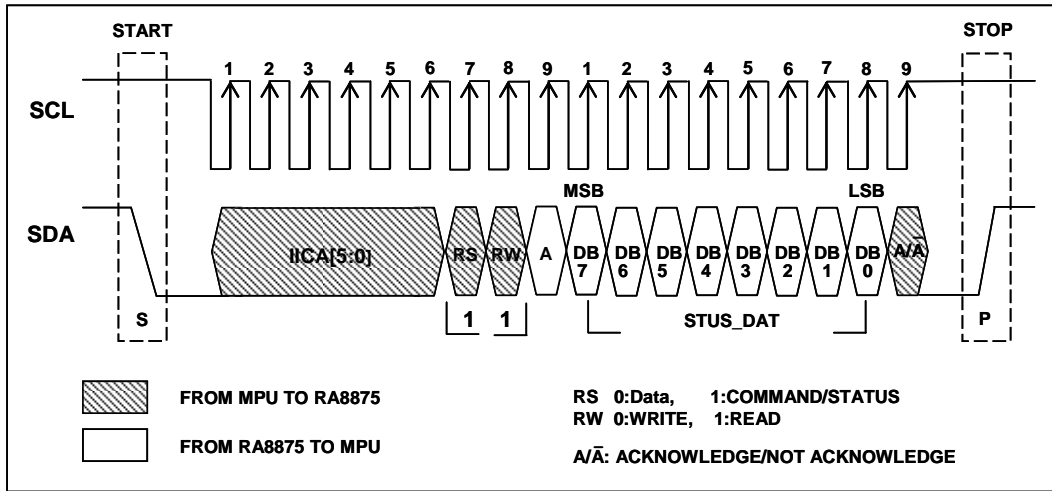 START STOP
1 2 3 4 5 6 7 8 9 1 2 3 4 5 6 7 8 9
SCL
MSB LSB
SDA
IICA[5:0] RS RW A DB 7 DB 6 DB 5 DB 4 DB 3 DB 2 DB 1 DB 0 A/A̅
S 1 1 STUS_DAT P
FROM MPU TO RA8875
FROM RA8875 TO MPU
RS 0:Data, 1:COMMAND/STATUS
RW 0:WRITE, 1:READ
A/A̅: ACKNOWLEDGE/NOT ACKNOWLEDGE